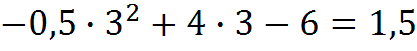 −0,5 · 3² + 4 · 3 − 6 = 1,5